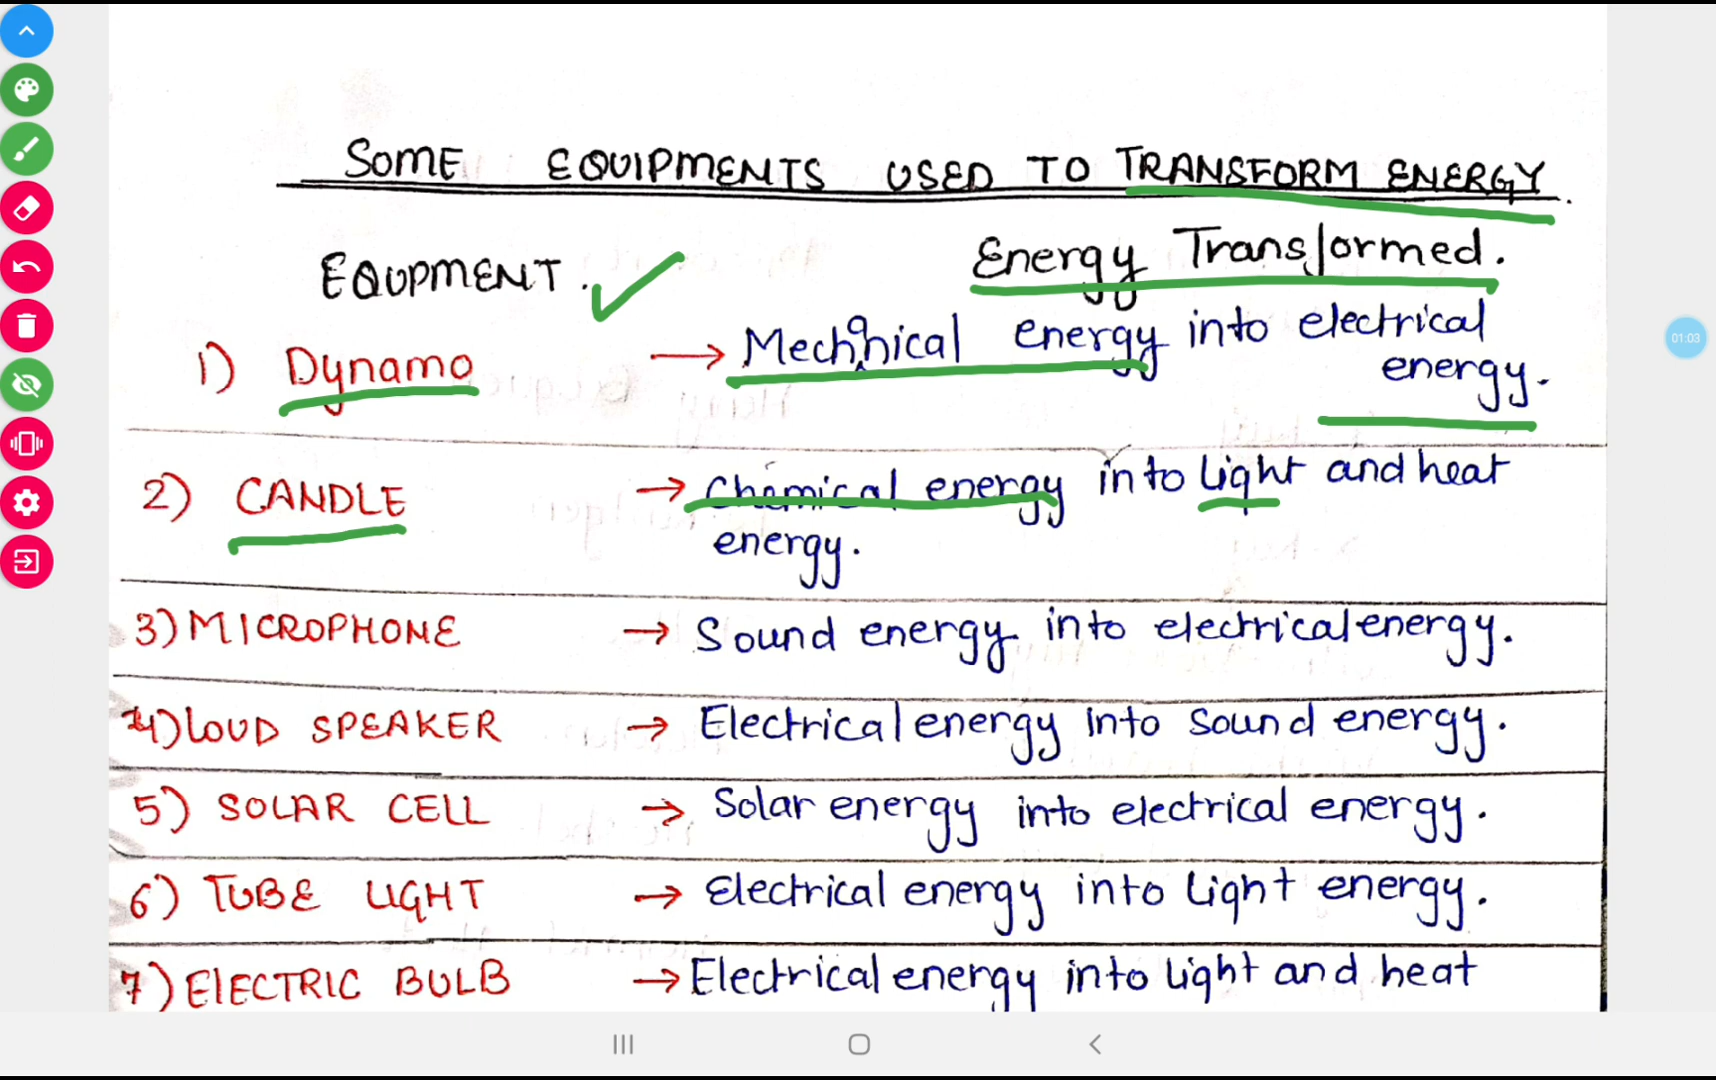 SOME EQUIPMENTS USED TO TRANSFORM ENERGY.
EQUPMENT. Energy Transformed.
1) Dynamo → Mechanical energy into electrical
energy.
2) CANDLE → Chemical energy into light and heat
energy.
3) MICROPHONE → Sound energy into electrical energy.
4) LOUD SPEAKER → Electrical energy into sound energy.
5) SOLAR CELL → Solar energy into electrical energy.
6) TUBE LIGHT → Electrical energy into Light energy.
7) ElECTRIC BULB → Electrical energy into light and heat
01:03